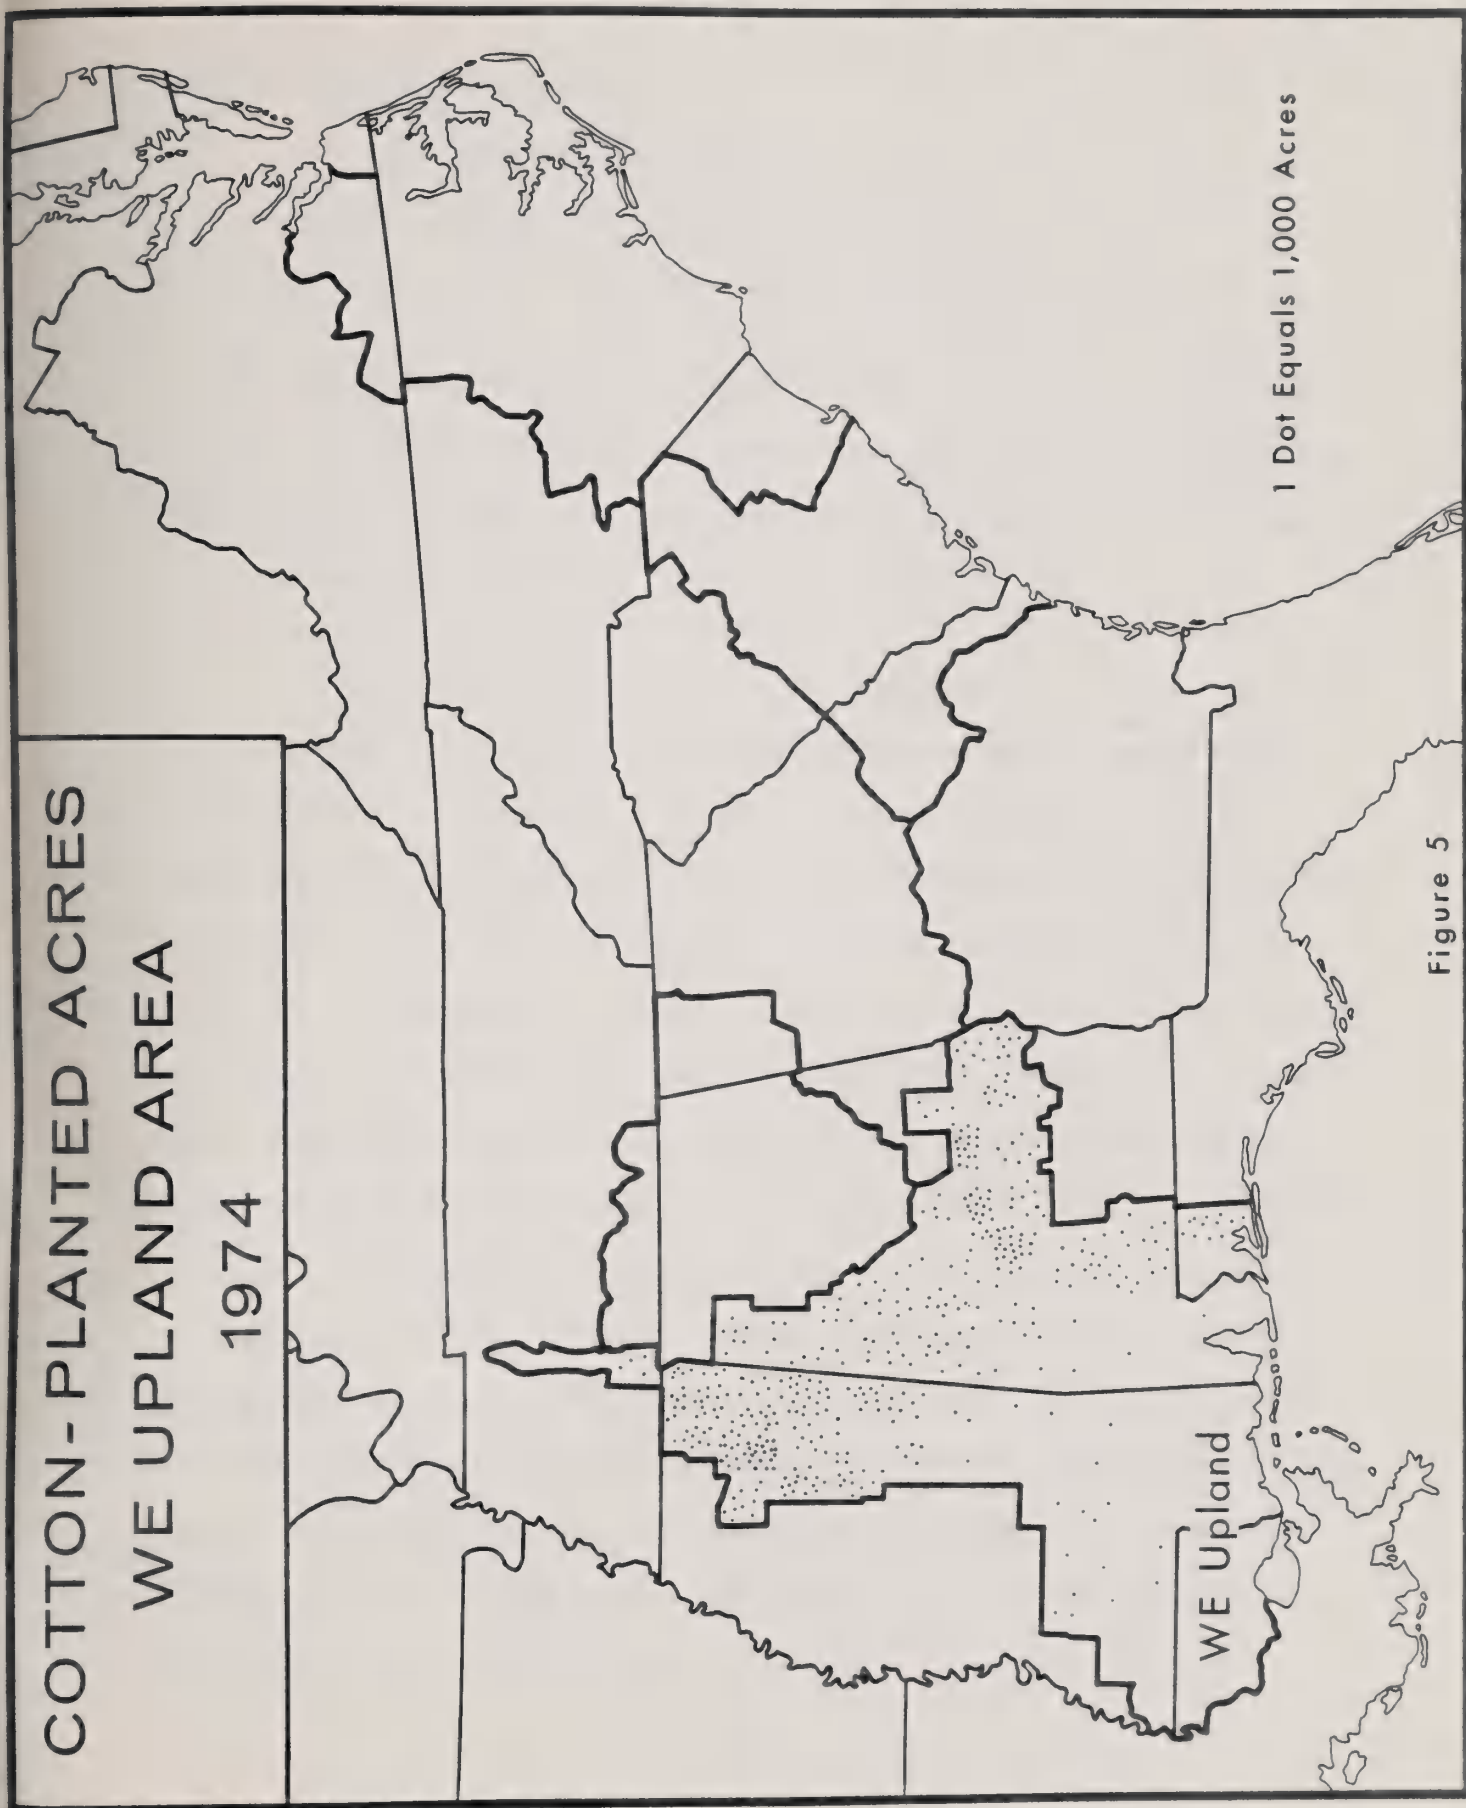 COTTON-PLANTED ACRES
WE UPLAND AREA
1974
1 Dot Equals 1,000 Acres
WE Upland
Figure 5